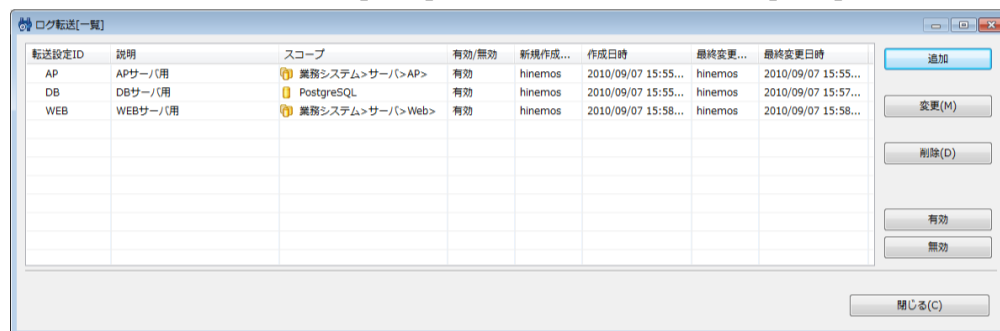 ログ転送[一覧]
転送設定ID 説明 スコープ 有効/無効 新規作成... 作成日時 最終変更... 最終変更日時
AP APサーバ用 業務システム>サーバ>AP> 有効 hinemos 2010/09/07 15:55... hinemos 2010/09/07 15:55...
DB DBサーバ用 PostgreSQL 有効 hinemos 2010/09/07 15:55... hinemos 2010/09/07 15:57...
WEB WEBサーバ用 業務システム>サーバ>Web> 有効 hinemos 2010/09/07 15:58... hinemos 2010/09/07 15:58...
追加
変更(M)
削除(D)
有効
無効
閉じる(C)